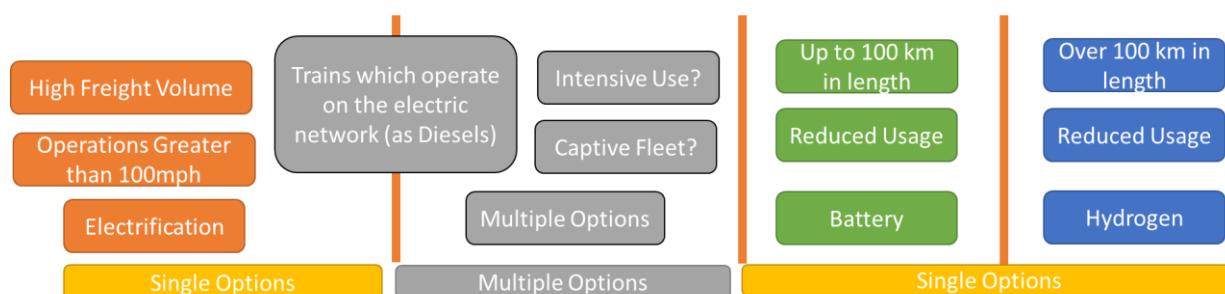 High Freight Volume
Operations Greater
than 100mph
Electrification
Trains which operate
on the electric
network (as Diesels)
Intensive Use?
Captive Fleet?
Multiple Options
Up to 100 km
in length
Reduced Usage
Battery
Over 100 km in
length
Reduced Usage
Hydrogen
Single Options
Multiple Options
Single Options